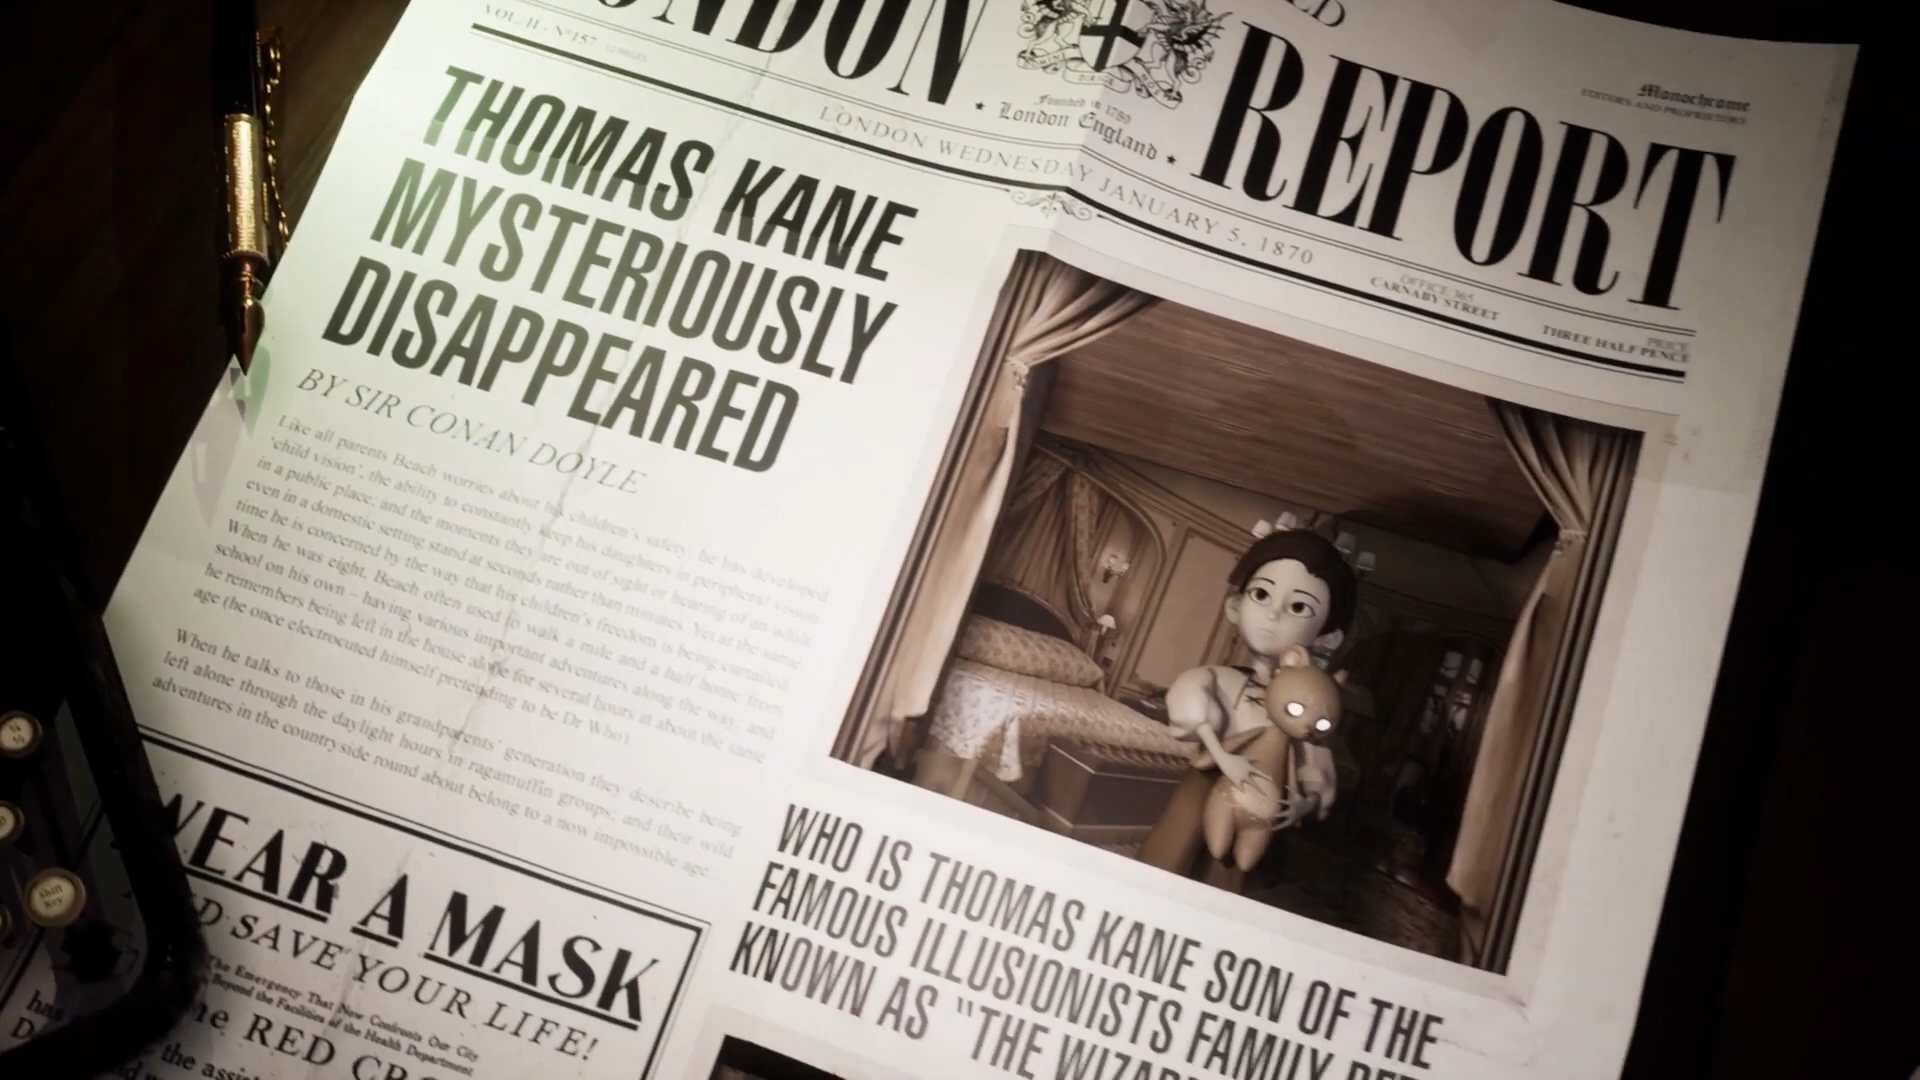 LONDON
REPORT
VOL. II - Nº157 12 PAGES
Founded in 1789
London England
Monochrome
EDITORS AND PROPRIETORS
LONDON WEDNESDAY JANUARY 5, 1870
OFFICE 365
CARNABY STREET
PRICE
THREE HALF PENCE
THOMAS KANE
MYSTERIOUSLY
DISAPPEARED
BY SIR CONAN DOYLE
Like all parents Beach worries about his children's safety: he has developed
'child vision', the ability to constantly keep his daughters in peripheral vision
in a public place; and the moments they are out of sight or hearing of an adult
even in a domestic setting stand at seconds rather than minutes. Yet at the same
time he is concerned by the way that his children's freedom is being curtailed.
When he was eight, Beach often used to walk a mile and a half home from
school on his own – having various important adventures along the way; and
he remembers being left in the house alone for several hours at about the same
age (he once electrocuted himself pretending to be Dr Who)
When he talks to those in his grandparents' generation they describe being
left alone through the daylight hours in ragamuffin groups; and their wild
adventures in the countryside round about belong to a now impossible age
WHO IS THOMAS KANE SON OF THE
FAMOUS ILLUSIONISTS FAMILY
KNOWN AS "THE
WEAR A MASK
SAVE YOUR LIFE!
The Emergency That Now Confronts Our City
Beyond the Facilities of the Health Department
RED
the
Shift
Key